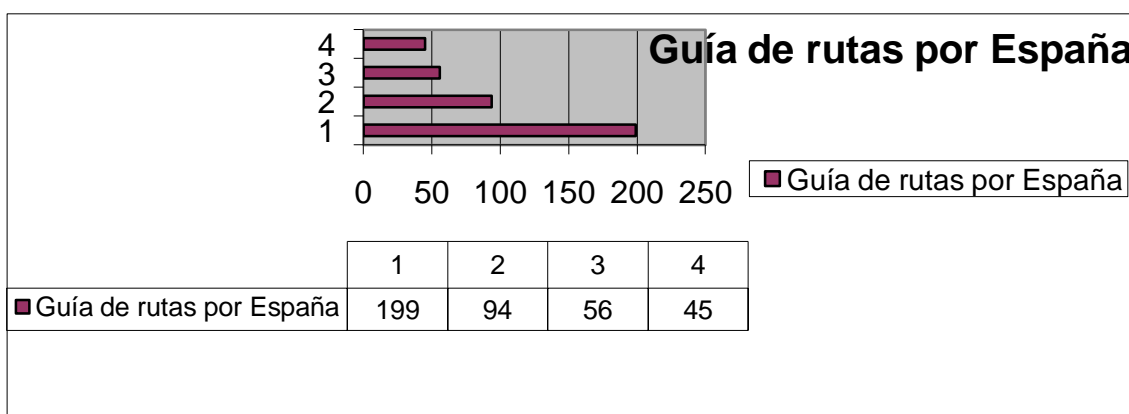 Guía de rutas por España
4
3
2
1
0 50 100 150 200 250
Guía de rutas por España
1 2 3 4
Guía de rutas por España 199 94 56 45